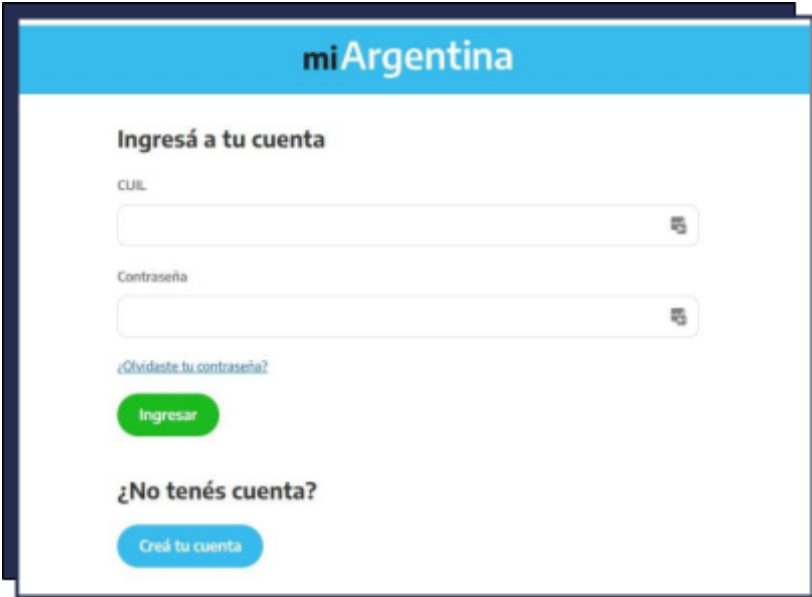 miArgentina
Ingresá a tu cuenta
CUIL
Contraseña
¿Olvidaste tu contraseña?
Ingresar
¿No tenés cuenta?
Creá tu cuenta